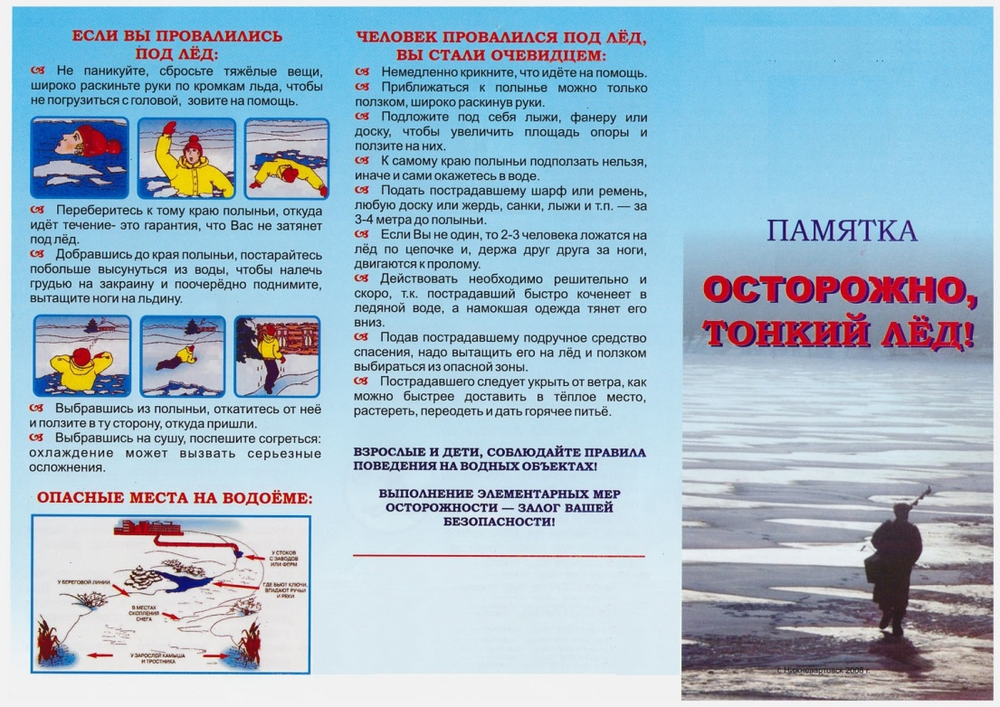 ЕСЛИ ВЫ ПРОВАЛИЛИСЬ
ПОД ЛЁД:
Не паникуйте, сбросьте тяжёлые вещи,
широко раскиньте руки по кромкам льда, чтобы
не погрузиться с головой, зовите на помощь.
Переберитесь к тому краю полыньи, откуда
идёт течение- это гарантия, что Вас не затянет
под лёд.
Добравшись до края полыньи, постарайтесь
побольше высунуться из воды, чтобы налечь
грудью на закраину и поочерёдно поднимите,
вытащите ноги на льдину.
Выбравшись из полыньи, откатитесь от неё
и ползите в ту сторону, откуда пришли.
Выбравшись на сушу, поспешите согреться:
охлаждение может вызвать серьезные
осложнения.
ОПАСНЫЕ МЕСТА НА ВОДОЁМЕ:
У СТОКОВ
С ЗАВОДОВ
ИЛИ ФЕРМ
У БЕРЕГОВОЙ ЛИНИИ
ГДЕ БЬЮТ КЛЮЧИ,
ВПАДАЮТ РУЧЬИ
И РЕКИ
В МЕСТАХ
СКОПЛЕНИЯ
СНЕГА
У ЗАРОСЛЕЙ КАМЫША
И ТРОСТНИКА
ЧЕЛОВЕК ПРОВАЛИЛСЯ ПОД ЛЁД,
ВЫ СТАЛИ ОЧЕВИДЦЕМ:
Немедленно крикните, что идёте на помощь.
Приближаться к полынье можно только
ползком, широко раскинув руки.
Подложите под себя лыжи, фанеру или
доску, чтобы увеличить площадь опоры и
ползите на них.
К самому краю полыньи подползать нельзя,
иначе и сами окажетесь в воде.
Подать пострадавшему шарф или ремень,
любую доску или жердь, санки, лыжи и т.п. — за
3-4 метра до полыньи.
Если Вы не один, то 2-3 человека ложатся на
лёд по цепочке и, держа друг друга за ноги,
двигаются к пролому.
Действовать необходимо решительно и
скоро, т.к. пострадавший быстро коченеет в
ледяной воде, а намокшая одежда тянет его
вниз.
Подав пострадавшему подручное средство
спасения, надо вытащить его на лёд и ползком
выбираться из опасной зоны.
Пострадавшего следует укрыть от ветра, как
можно быстрее доставить в тёплое место,
растереть, переодеть и дать горячее питьё.
ВЗРОСЛЫЕ И ДЕТИ, СОБЛЮДАЙТЕ ПРАВИЛА
ПОВЕДЕНИЯ НА ВОДНЫХ ОБЪЕКТАХ!
ВЫПОЛНЕНИЕ ЭЛЕМЕНТАРНЫХ МЕР
ОСТОРОЖНОСТИ — ЗАЛОГ ВАШЕЙ
БЕЗОПАСНОСТИ!
ПАМЯТКА
ОСТОРОЖНО,
ТОНКИЙ ЛЁД!
г. Нижневартовск 2008 г.